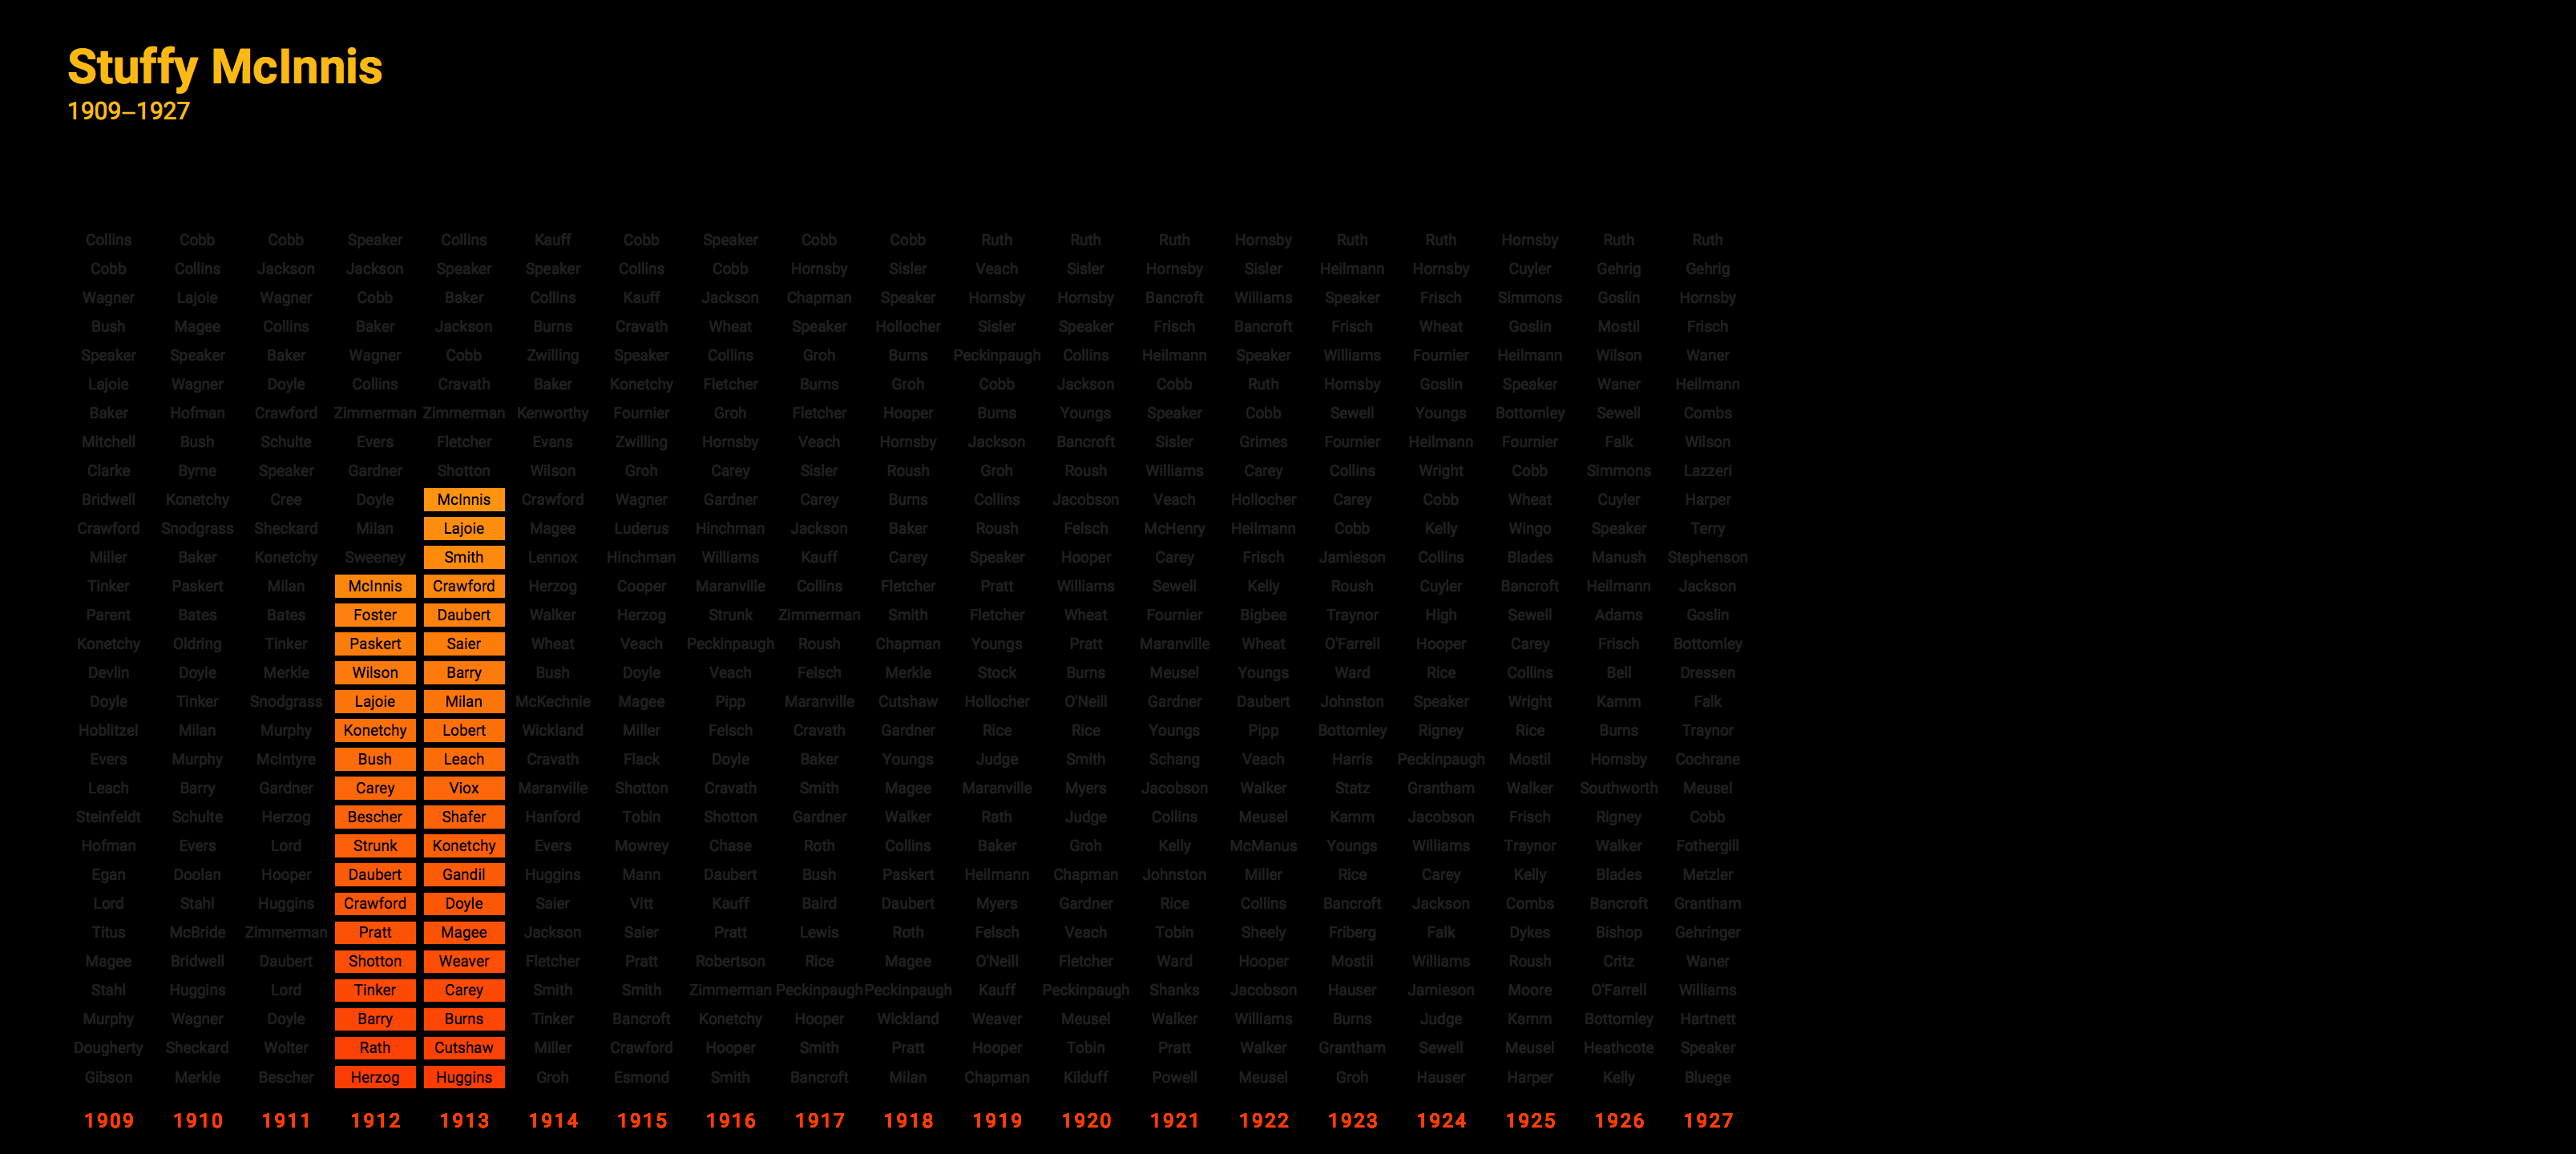 Stuffy McInnis
1909–1927
Collins Cobb Cobb Speaker Collins Kauff Cobb Speaker Cobb Cobb Ruth Ruth Ruth Hornsby Ruth Ruth Hornsby Ruth Ruth
Cobb Collins Jackson Jackson Speaker Speaker Collins Cobb Hornsby Sisler Veach Sisler Hornsby Sisler Heilmann Hornsby Cuyler Gehrig Gehrig
Wagner Lajoie Wagner Cobb Baker Collins Kauff Jackson Chapman Speaker Hornsby Hornsby Bancroft Williams Speaker Frisch Simmons Goslin Hornsby
Bush Magee Collins Baker Jackson Burns Cravath Wheat Speaker Hollocher Sisler Speaker Frisch Bancroft Frisch Wheat Goslin Mostil Frisch
Speaker Speaker Baker Wagner Cobb Zwilling Speaker Collins Groh Burns Peckinpaugh Collins Heilmann Speaker Williams Fournier Heilmann Wilson Waner
Lajoie Wagner Doyle Collins Cravath Baker Konetchy Fletcher Burns Groh Cobb Jackson Cobb Ruth Hornsby Goslin Speaker Waner Heilmann
Baker Hofman Crawford Zimmerman Zimmerman Kenworthy Fournier Groh Fletcher Hooper Burns Youngs Speaker Cobb Sewell Youngs Bottomley Sewell Combs
Mitchell Bush Schulte Evers Fletcher Evans Zwilling Hornsby Veach Hornsby Jackson Bancroft Sisler Grimes Fournier Heilmann Fournier Falk Wilson
Clarke Byrne Speaker Gardner Shotton Wilson Groh Carey Sisler Roush Groh Roush Williams Carey Collins Wright Cobb Simmons Lazzeri
Bridwell Konetchy Cree Doyle McInnis Crawford Wagner Gardner Carey Burns Collins Jacobson Veach Hollocher Carey Cobb Wheat Cuyler Harper
Crawford Snodgrass Sheckard Milan Lajoie Magee Luderus Hinchman Jackson Baker Roush Felsch McHenry Heilmann Cobb Kelly Wingo Speaker Terry
Miller Baker Konetchy Sweeney Smith Lennox Hinchman Williams Kauff Carey Speaker Hooper Carey Frisch Jamieson Collins Blades Manush Stephenson
Tinker Paskert Milan McInnis Crawford Herzog Cooper Maranville Collins Fletcher Pratt Williams Sewell Kelly Roush Cuyler Bancroft Heilmann Jackson
Parent Bates Bates Foster Daubert Walker Herzog Strunk Zimmerman Smith Fletcher Wheat Fournier Bigbee Traynor High Sewell Adams Goslin
Konetchy Oldring Tinker Paskert Saier Wheat Veach Peckinpaugh Roush Chapman Youngs Pratt Maranville Wheat O'Farrell Hooper Carey Frisch Bottomley
Devlin Doyle Merkle Wilson Barry Bush Doyle Veach Felsch Merkle Stock Burns Meusel Youngs Ward Rice Collins Bell Dressen
Doyle Tinker Snodgrass Lajoie Milan McKechnie Magee Pipp Maranville Cutshaw Hollocher O'Neill Gardner Daubert Johnston Speaker Wright Kamm Falk
Hoblitzel Milan Murphy Konetchy Lobert Wickland Miller Felsch Cravath Gardner Rice Rice Youngs Pipp Bottomley Rigney Rice Burns Traynor
Evers Murphy McIntyre Bush Leach Cravath Flack Doyle Baker Youngs Judge Smith Schang Veach Harris Peckinpaugh Mostil Hornsby Cochrane
Leach Barry Gardner Carey Viox Maranville Shotton Cravath Smith Magee Maranville Myers Jacobson Walker Statz Grantham Walker Southworth Meusel
Steinfeldt Schulte Herzog Bescher Shafer Hanford Tobin Shotton Gardner Walker Rath Judge Collins Meusel Kamm Jacobson Frisch Rigney Cobb
Hofman Evers Lord Strunk Konetchy Evers Mowrey Chase Roth Collins Baker Groh Kelly McManus Youngs Williams Traynor Walker Fothergill
Egan Doolan Hooper Daubert Gandil Huggins Mann Daubert Bush Paskert Heilmann Chapman Johnston Miller Rice Carey Kelly Blades Metzler
Lord Stahl Huggins Crawford Doyle Saier Vitt Kauff Baird Daubert Myers Gardner Rice Collins Bancroft Jackson Combs Bancroft Grantham
Titus McBride Zimmerman Pratt Magee Jackson Saier Pratt Lewis Roth Felsch Veach Tobin Sheely Friberg Falk Dykes Bishop Gehringer
Magee Bridwell Daubert Shotton Weaver Fletcher Pratt Robertson Rice Magee O'Neill Fletcher Ward Hooper Mostil Williams Roush Critz Waner
Stahl Huggins Lord Tinker Carey Smith Smith Zimmerman Peckinpaugh Peckinpaugh Kauff Peckinpaugh Shanks Jacobson Hauser Jamieson Moore O'Farrell Williams
Murphy Wagner Doyle Barry Burns Tinker Bancroft Konetchy Hooper Wickland Weaver Meusel Walker Williams Burns Judge Kamm Bottomley Hartnett
Dougherty Sheckard Wolter Rath Cutshaw Miller Crawford Hooper Smith Pratt Hooper Tobin Pratt Walker Grantham Sewell Meusel Heathcote Speaker
Gibson Merkle Bescher Herzog Huggins Groh Esmond Smith Bancroft Milan Chapman Kilduff Powell Meusel Groh Hauser Harper Kelly Bluege
1909 1910 1911 1912 1913 1914 1915 1916 1917 1918 1919 1920 1921 1922 1923 1924 1925 1926 1927